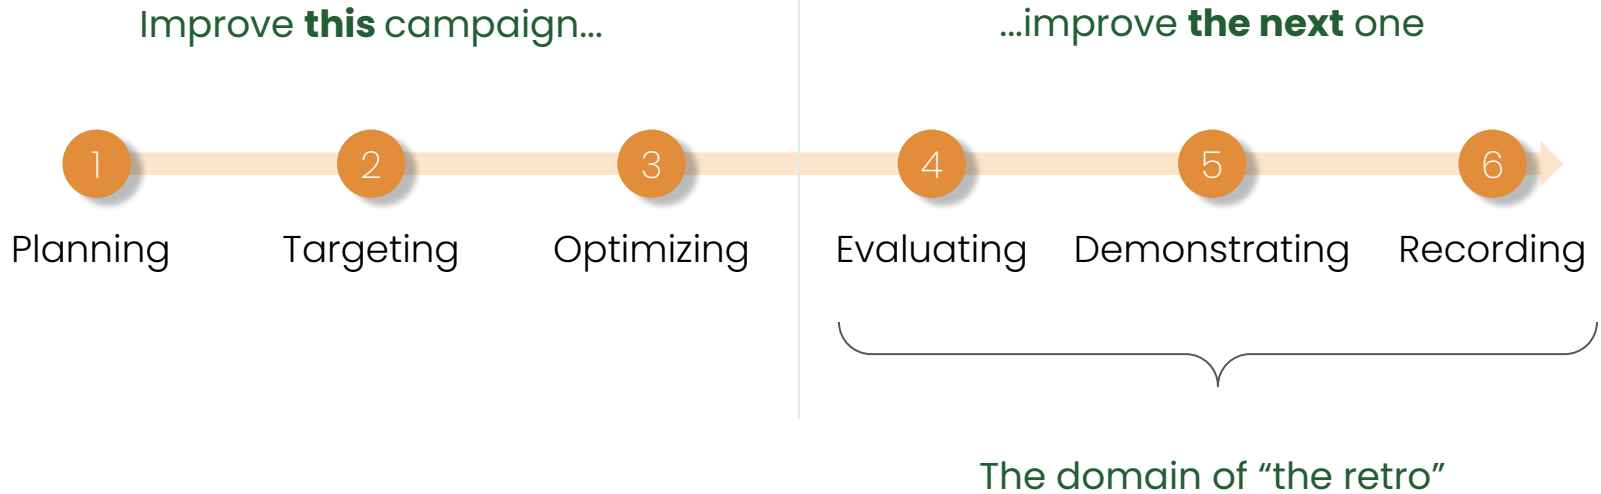 Improve this campaign...
...improve the next one
1
2
3
4
5
6
Planning
Targeting
Optimizing
Evaluating
Demonstrating
Recording
The domain of “the retro”